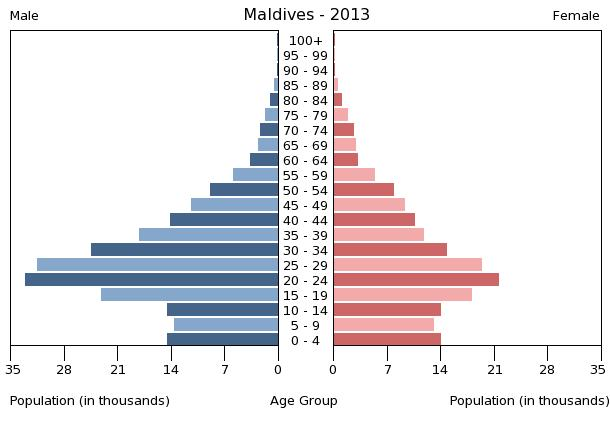 Maldives - 2013
Male Female
100+
95 - 99
90 - 94
85 - 89
80 - 84
75 - 79
70 - 74
65 - 69
60 - 64
55 - 59
50 - 54
45 - 49
40 - 44
35 - 39
30 - 34
25 - 29
20 - 24
15 - 19
10 - 14
5 - 9
0 - 4
35 28 21 14 7 0 0 7 14 21 28 35
Population (in thousands) Age Group Population (in thousands)